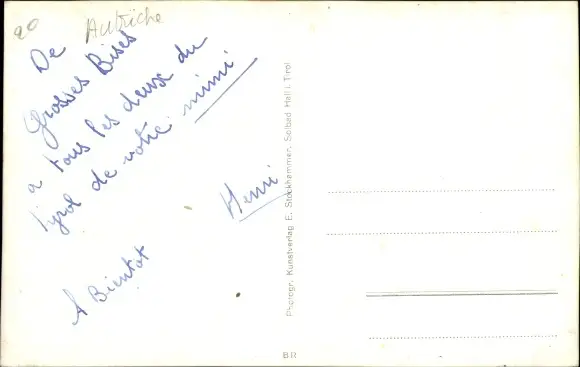 20
Autriche
De
Grosses Bises
a tous les deux du
Tyrol de votre mimi
Henri
A Bientot
Photogr. Kunstverlag E. Stockhammer, Solbad Hall i. Tirol
BR